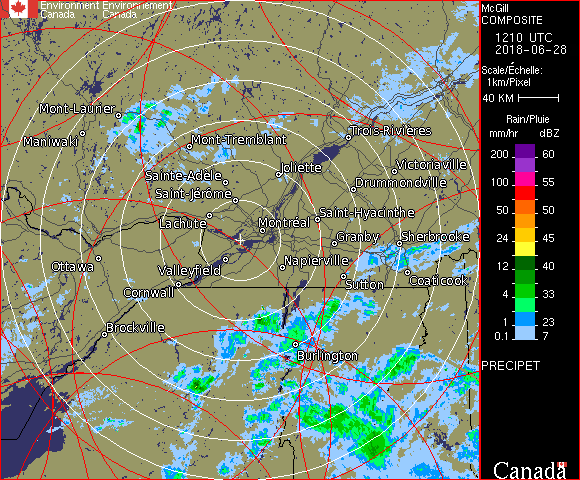 Environment Environnement
Canada Canada
McGill
COMPOSITE
1210 UTC
2018-06-28
Scale/Échelle:
1km/Pixel
40 KM
Rain/Pluie
mm/hr dBZ
200 60
150 57
100 55
50 50
24 45
12 40
4 33
0.1 7
PRECIPET
Canada
Mont-Laurier
Maniwaki
Mont-Tremblant
Trois-Rivières
Sainte-Adèle
Joliette
Victoriaville
Saint-Jérôme
Drummondville
Lachute
Montréal
Saint-Hyacinthe
Granby
Sherbrooke
Ottawa
Valleyfield
Napierville
Cornwall
Sutton
Coaticook
Brockville
Burlington